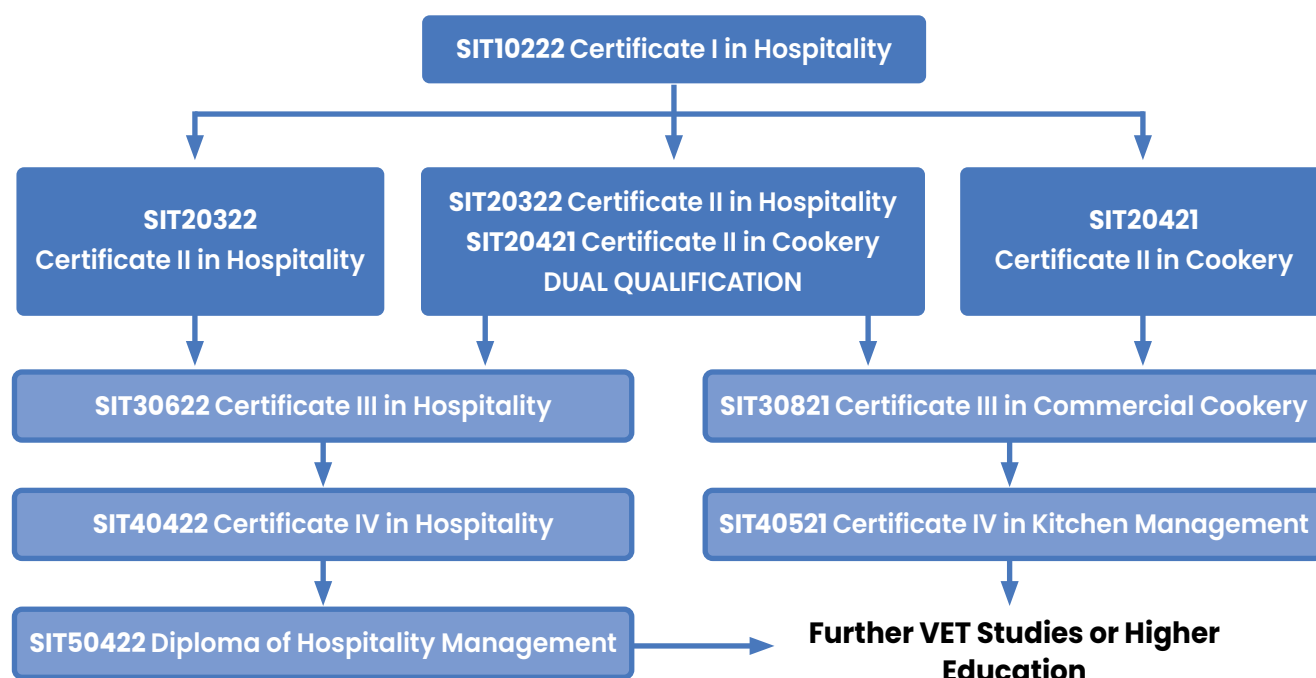 SIT10222 Certificate I in Hospitality
SIT20322
Certificate II in Hospitality
SIT20322 Certificate II in Hospitality
SIT20421 Certificate II in Cookery
DUAL QUALIFICATION
SIT20421
Certificate II in Cookery
SIT30622 Certificate III in Hospitality
SIT30821 Certificate III in Commercial Cookery
SIT40422 Certificate IV in Hospitality
SIT40521 Certificate IV in Kitchen Management
SIT50422 Diploma of Hospitality Management
Further VET Studies or Higher
Education